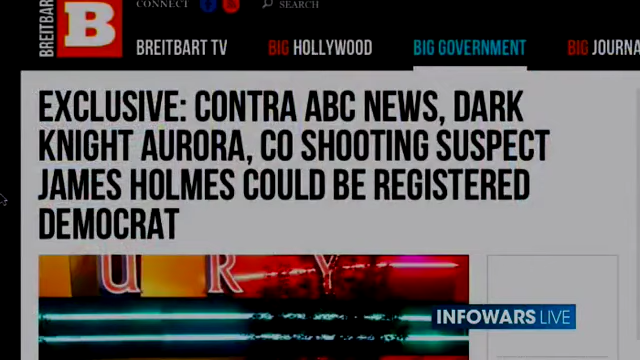 CONNECT
SEARCH
BREITBART
B
BREITBART TV BIG HOLLYWOOD BIG GOVERNMENT BIG JOURNA
EXCLUSIVE: CONTRA ABC NEWS, DARK
KNIGHT AURORA, CO SHOOTING SUSPECT
JAMES HOLMES COULD BE REGISTERED
DEMOCRAT
U R Y
INFOWARS LIVE